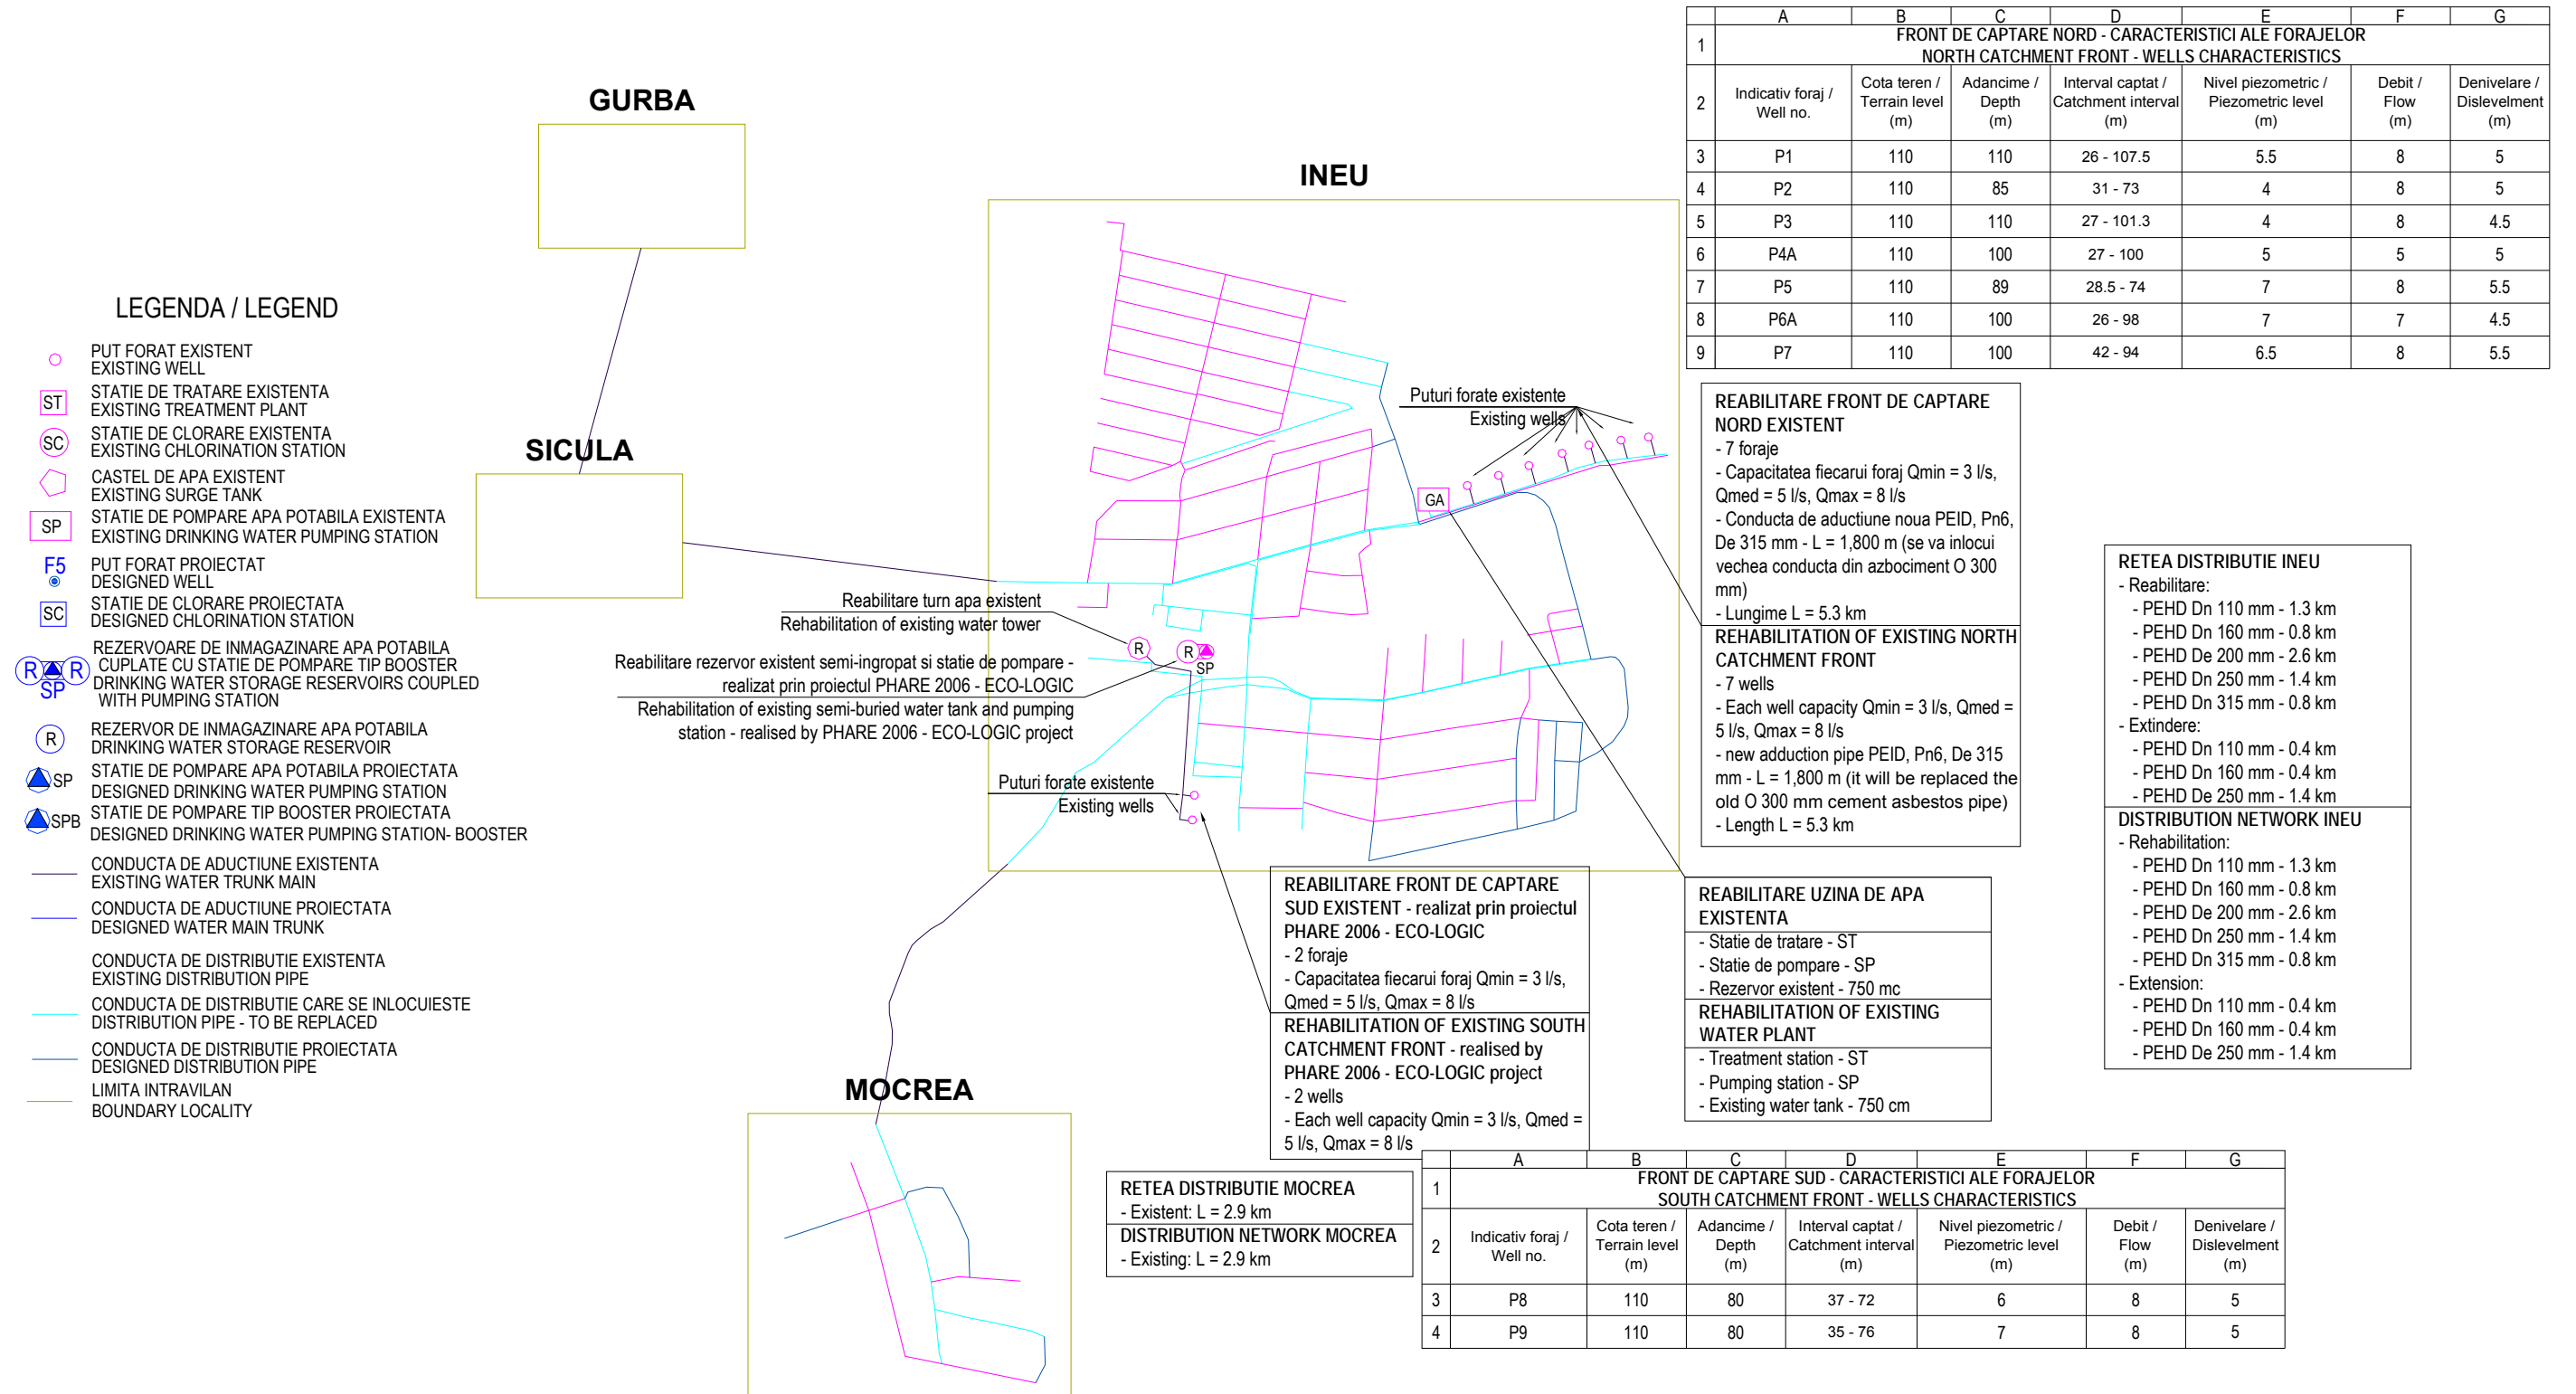 GURBA
INEU
SICULA
MOCREA
LEGENDA / LEGEND
PUT FORAT EXISTENT
EXISTING WELL
ST
STATIE DE TRATARE EXISTENTA
EXISTING TREATMENT PLANT
SC
STATIE DE CLORARE EXISTENTA
EXISTING CHLORINATION STATION
CASTEL DE APA EXISTENT
EXISTING SURGE TANK
SP
STATIE DE POMPARE APA POTABILA EXISTENTA
EXISTING DRINKING WATER PUMPING STATION
F5
PUT FORAT PROIECTAT
DESIGNED WELL
SC
STATIE DE CLORARE PROIECTATA
DESIGNED CHLORINATION STATION
R R
SP
REZERVOARE DE INMAGAZINARE APA POTABILA
CUPLATE CU STATIE DE POMPARE TIP BOOSTER
DRINKING WATER STORAGE RESERVOIRS COUPLED
WITH PUMPING STATION
R
REZERVOR DE INMAGAZINARE APA POTABILA
DRINKING WATER STORAGE RESERVOIR
SP
STATIE DE POMPARE APA POTABILA PROIECTATA
DESIGNED DRINKING WATER PUMPING STATION
SPB
STATIE DE POMPARE TIP BOOSTER PROIECTATA
DESIGNED DRINKING WATER PUMPING STATION- BOOSTER
CONDUCTA DE ADUCTIUNE EXISTENTA
EXISTING WATER TRUNK MAIN
CONDUCTA DE ADUCTIUNE PROIECTATA
DESIGNED WATER MAIN TRUNK
CONDUCTA DE DISTRIBUTIE EXISTENTA
EXISTING DISTRIBUTION PIPE
CONDUCTA DE DISTRIBUTIE CARE SE INLOCUIESTE
DISTRIBUTION PIPE - TO BE REPLACED
CONDUCTA DE DISTRIBUTIE PROIECTATA
DESIGNED DISTRIBUTION PIPE
LIMITA INTRAVILAN
BOUNDARY LOCALITY
Puturi forate existente
Existing wells
GA
Reabilitare turn apa existent
Rehabilitation of existing water tower
R
R
SP
Reabilitare rezervor existent semi-ingropat si statie de pompare -
realizat prin proiectul PHARE 2006 - ECO-LOGIC
Rehabilitation of existing semi-buried water tank and pumping
station - realised by PHARE 2006 - ECO-LOGIC project
Puturi forate existente
Existing wells
A B C D E F G
1 FRONT DE CAPTARE NORD - CARACTERISTICI ALE FORAJELOR
NORTH CATCHMENT FRONT - WELLS CHARACTERISTICS
Indicativ foraj / Cota teren / Adancime / Interval captat / Nivel piezometric / Debit / Denivelare /
2 Well no. Terrain level Depth Catchment interval Piezometric level Flow Dislevelment
(m) (m) (m) (m) (m) (m)
3 P1 110 110 26 - 107.5 5.5 8 5
4 P2 110 85 31 - 73 4 8 5
5 P3 110 110 27 - 101.3 4 8 4.5
6 P4A 110 100 27 - 100 5 5 5
7 P5 110 89 28.5 - 74 7 8 5.5
8 P6A 110 100 26 - 98 7 7 4.5
9 P7 110 100 42 - 94 6.5 8 5.5
REABILITARE FRONT DE CAPTARE
NORD EXISTENT
- 7 foraje
- Capacitatea fiecarui foraj Qmin = 3 l/s,
Qmed = 5 l/s, Qmax = 8 l/s
- Conducta de aductiune noua PEID, Pn6,
De 315 mm - L = 1,800 m (se va inlocui
vechea conducta din azbociment O 300
mm)
- Lungime L = 5.3 km
REHABILITATION OF EXISTING NORTH
CATCHMENT FRONT
- 7 wells
- Each well capacity Qmin = 3 l/s, Qmed =
5 l/s, Qmax = 8 l/s
- new adduction pipe PEID, Pn6, De 315
mm - L = 1,800 m (it will be replaced the
old O 300 mm cement asbestos pipe)
- Length L = 5.3 km
RETEA DISTRIBUTIE INEU
- Reabilitare:
- PEHD Dn 110 mm - 1.3 km
- PEHD Dn 160 mm - 0.8 km
- PEHD De 200 mm - 2.6 km
- PEHD Dn 250 mm - 1.4 km
- PEHD Dn 315 mm - 0.8 km
- Extindere:
- PEHD Dn 110 mm - 0.4 km
- PEHD Dn 160 mm - 0.4 km
- PEHD De 250 mm - 1.4 km
DISTRIBUTION NETWORK INEU
- Rehabilitation:
- PEHD Dn 110 mm - 1.3 km
- PEHD Dn 160 mm - 0.8 km
- PEHD De 200 mm - 2.6 km
- PEHD Dn 250 mm - 1.4 km
- PEHD Dn 315 mm - 0.8 km
- Extension:
- PEHD Dn 110 mm - 0.4 km
- PEHD Dn 160 mm - 0.4 km
- PEHD De 250 mm - 1.4 km
REABILITARE FRONT DE CAPTARE
SUD EXISTENT - realizat prin proiectul
PHARE 2006 - ECO-LOGIC
- 2 foraje
- Capacitatea fiecarui foraj Qmin = 3 l/s,
Qmed = 5 l/s, Qmax = 8 l/s
REHABILITATION OF EXISTING SOUTH
CATCHMENT FRONT - realised by
PHARE 2006 - ECO-LOGIC project
- 2 wells
- Each well capacity Qmin = 3 l/s, Qmed =
5 l/s, Qmax = 8 l/s
REABILITARE UZINA DE APA
EXISTENTA
- Statie de tratare - ST
- Statie de pompare - SP
- Rezervor existent - 750 mc
REHABILITATION OF EXISTING
WATER PLANT
- Treatment station - ST
- Pumping station - SP
- Existing water tank - 750 cm
RETEA DISTRIBUTIE MOCREA
- Existent: L = 2.9 km
DISTRIBUTION NETWORK MOCREA
- Existing: L = 2.9 km
A B C D E F G
1 FRONT DE CAPTARE SUD - CARACTERISTICI ALE FORAJELOR
SOUTH CATCHMENT FRONT - WELLS CHARACTERISTICS
Indicativ foraj / Cota teren / Adancime / Interval captat / Nivel piezometric / Debit / Denivelare /
2 Well no. Terrain level Depth Catchment interval Piezometric level Flow Dislevelment
(m) (m) (m) (m) (m) (m)
3 P8 110 80 37 - 72 6 8 5
4 P9 110 80 35 - 76 7 8 5